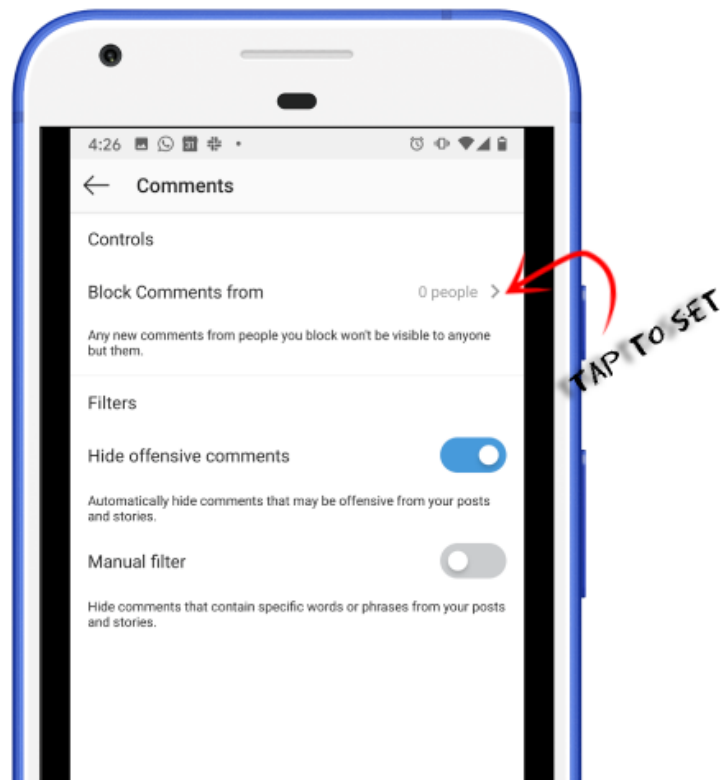 4:26
Comments
Controls
Block Comments from 0 people
Any new comments from people you block won't be visible to anyone
but them.
TAP TO SET
Filters
Hide offensive comments
Automatically hide comments that may be offensive from your posts
and stories.
Manual filter
Hide comments that contain specific words or phrases from your posts
and stories.